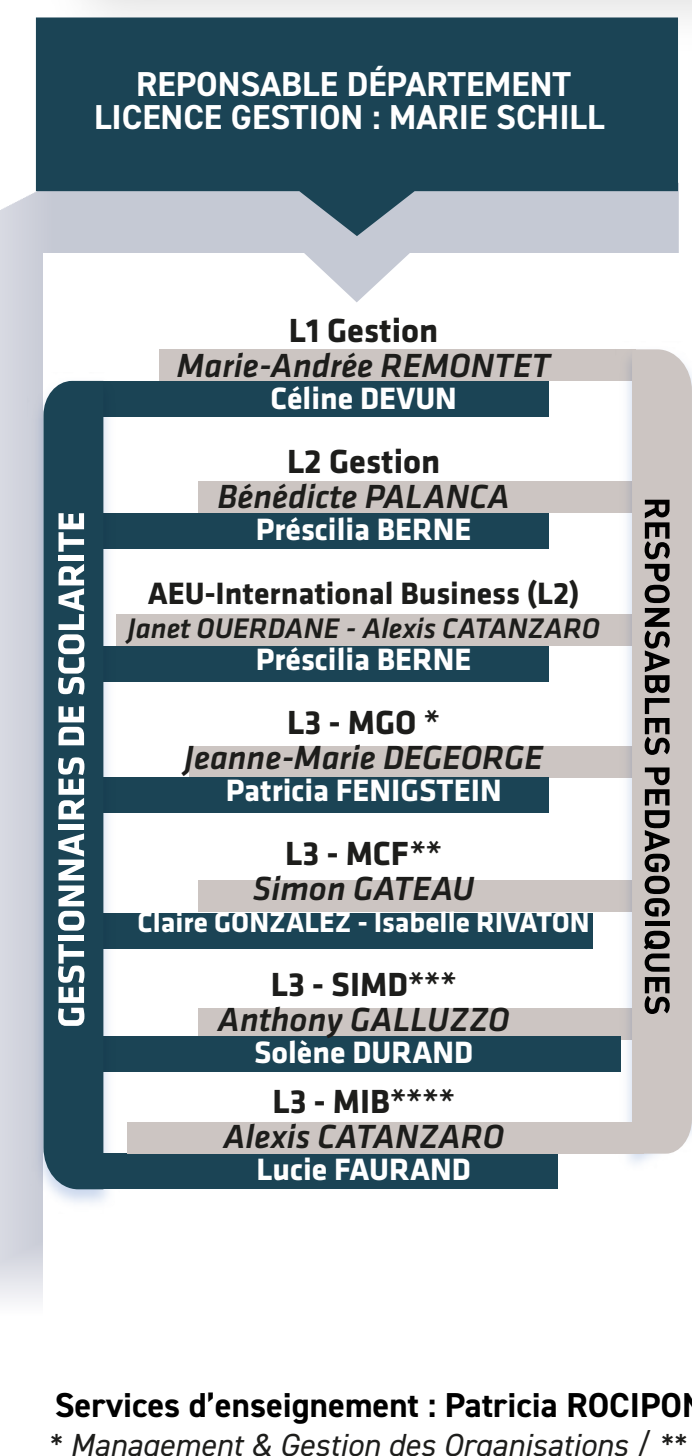 REPONSABLE DÉPARTEMENT
LICENCE GESTION : MARIE SCHILL
L1 Gestion
Marie-Andrée REMONTET
Céline DEVUN
L2 Gestion
Bénédicte PALANCA
Préscilia BERNE
AEU-International Business (L2)
Janet OUERDANE - Alexis CATANZARO
Préscilia BERNE
L3 - MGO *
Jeanne-Marie DEGEORGE
Patricia FENIGSTEIN
L3 - MCF**
Simon GATEAU
Claire GONZALEZ - Isabelle RIVATON
L3 - SIMD***
Anthony GALLUZZO
Solène DURAND
L3 - MIB****
Alexis CATANZARO
Lucie FAURAND
GESTIONNAIRES DE SCOLARITE
RESPONSABLES PEDAGOGIQUES
Services d’enseignement : Patricia ROCIPON
* Management & Gestion des Organisations / **